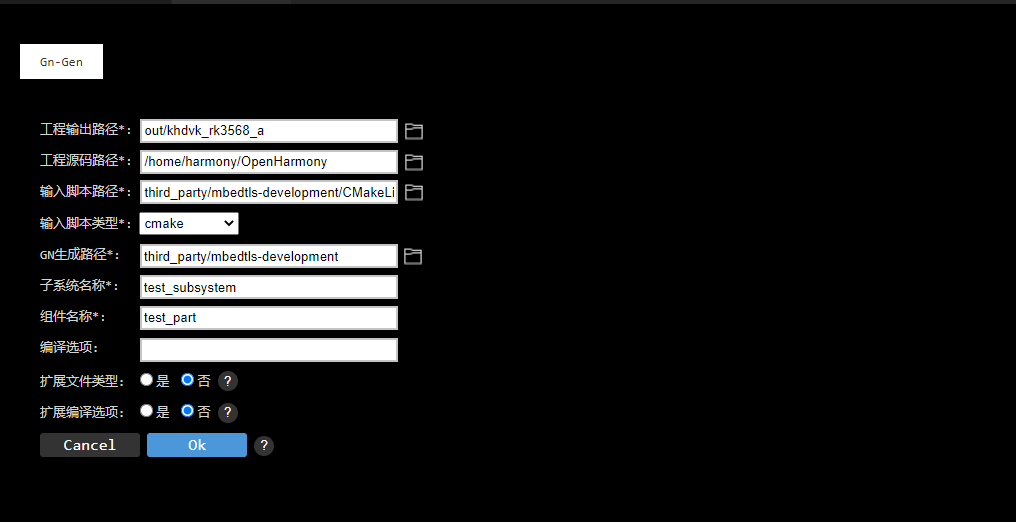 Gn-Gen
工程输出路径*: out/khdvk_rk3568_a
工程源码路径*: /home/harmony/OpenHarmony
输入脚本路径*: third_party/mbedtls-development/CMakeLi
输入脚本类型*: cmake
GN生成路径*: third_party/mbedtls-development
子系统名称*: test_subsystem
组件名称*: test_part
编译选项:
扩展文件类型: 是 否 ?
扩展编译选项: 是 否 ?
Cancel Ok ?